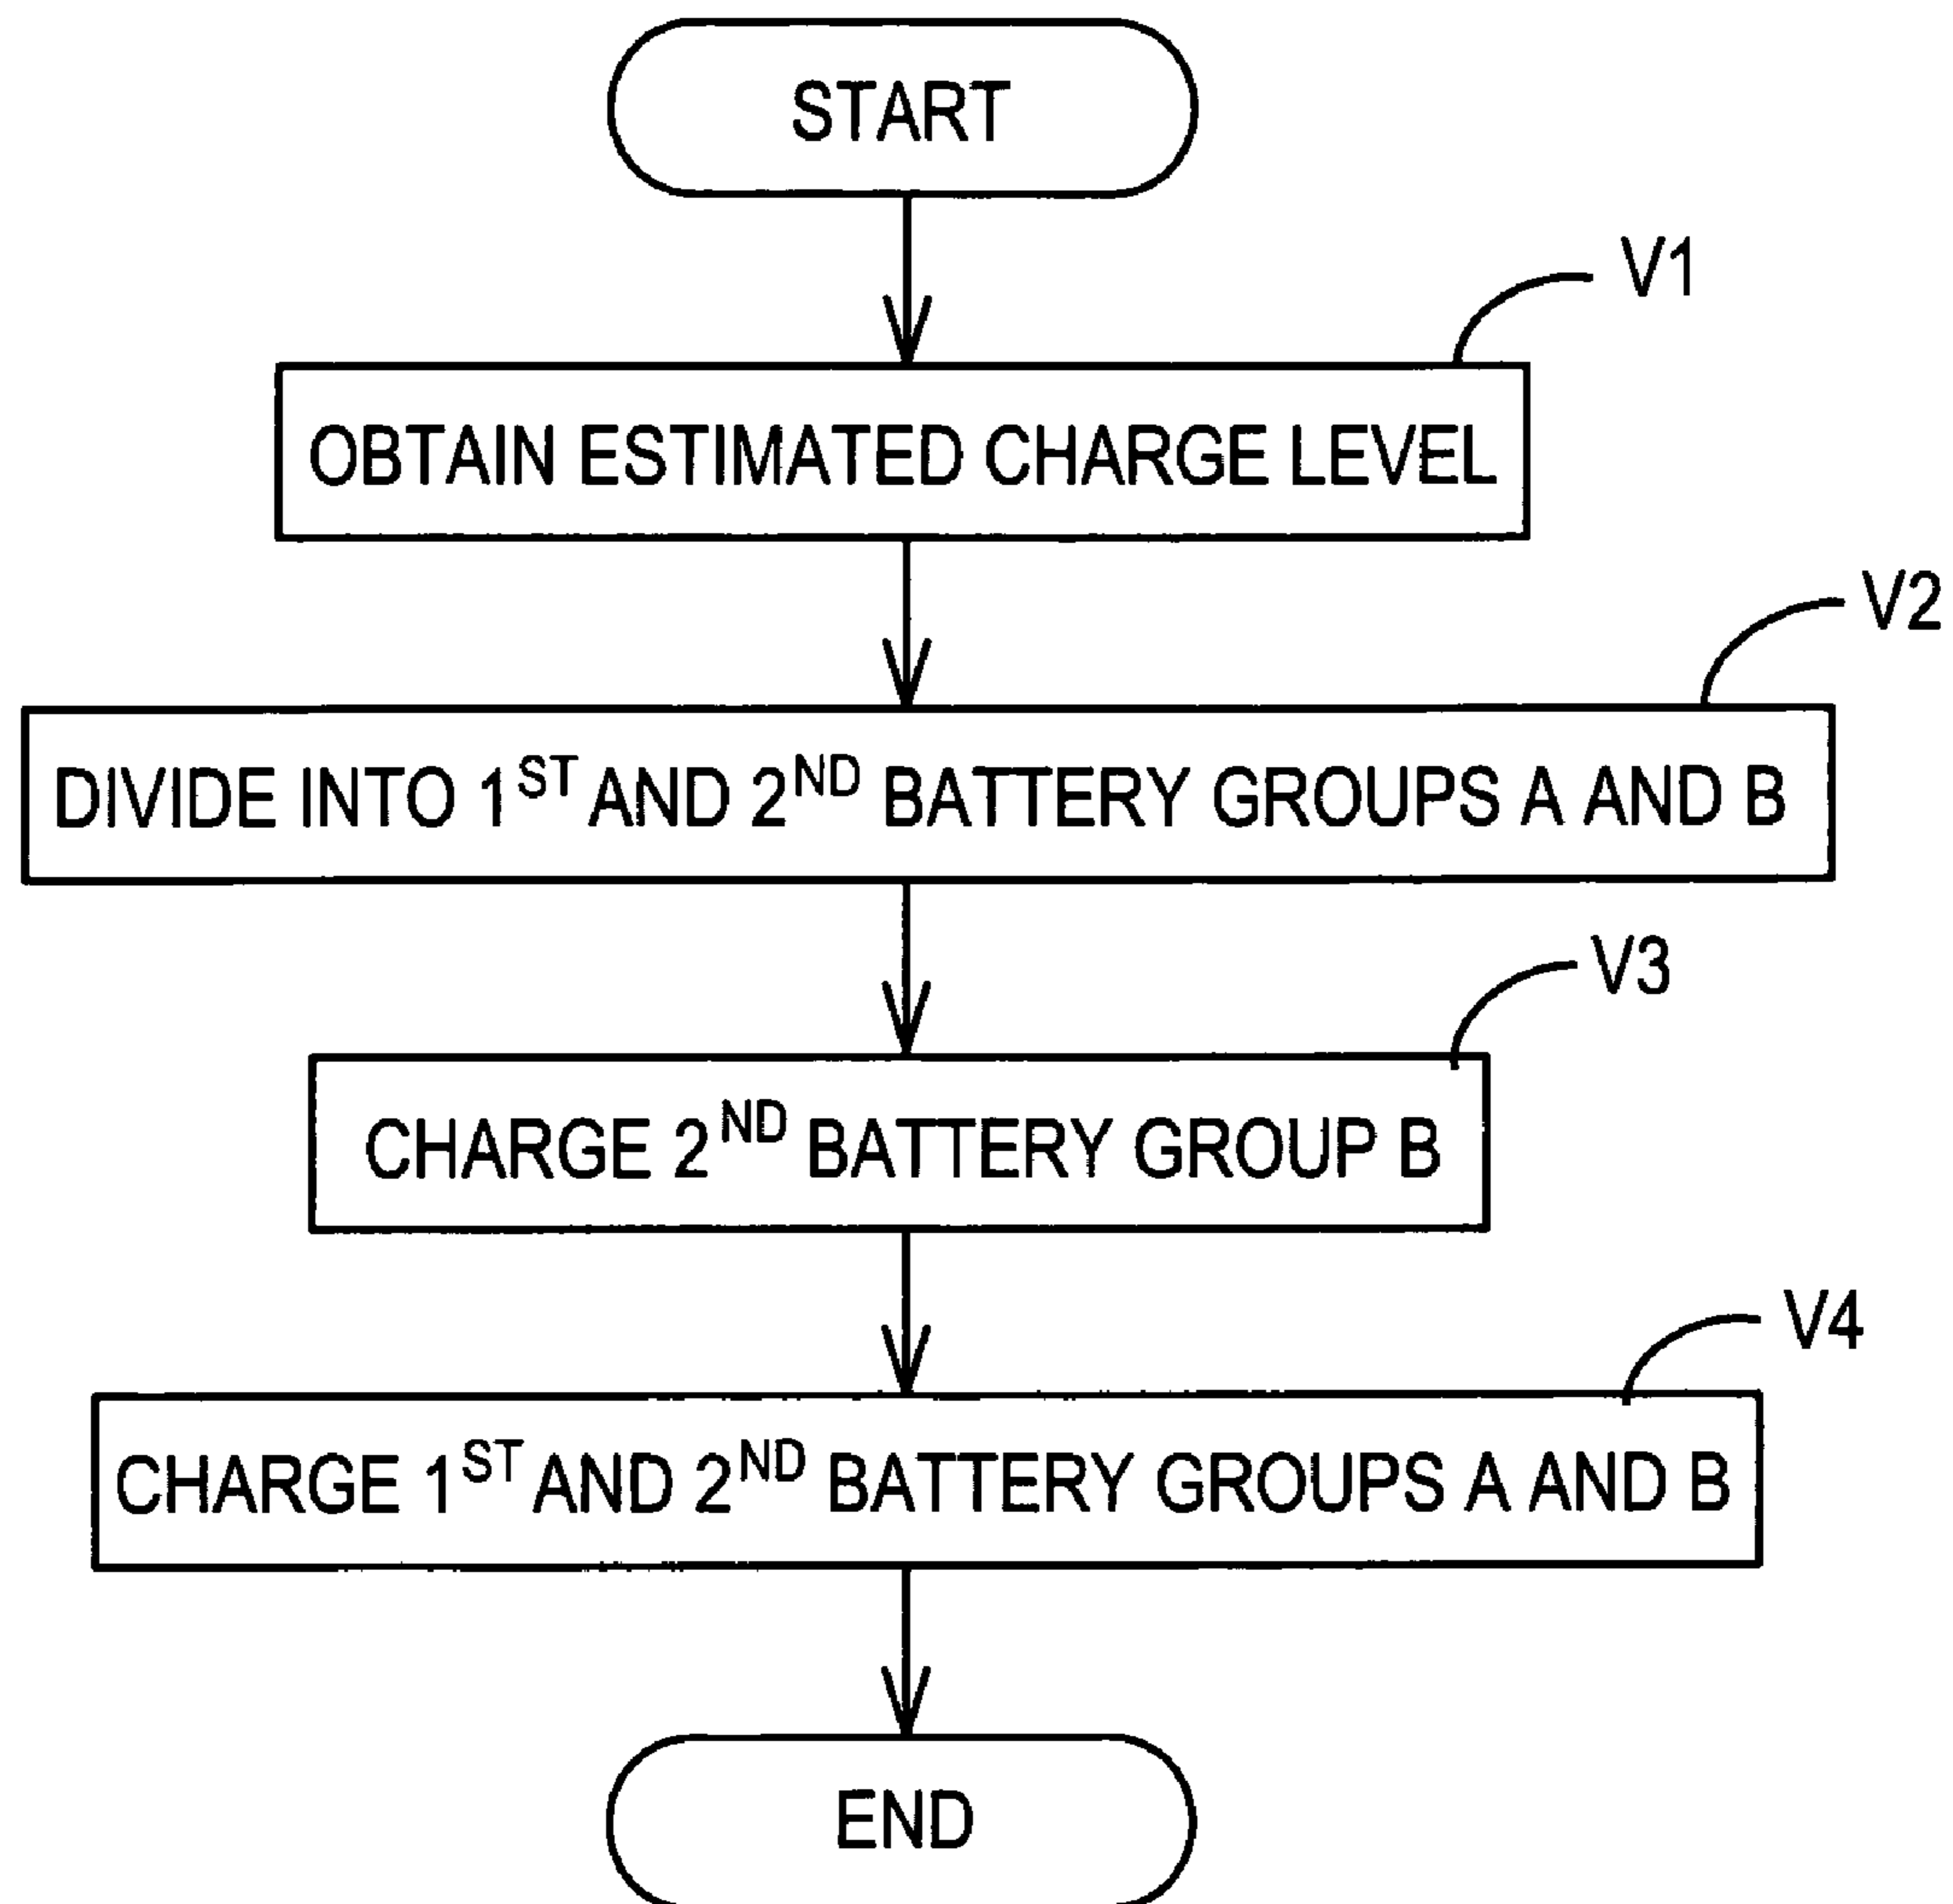 START
V1
OBTAIN ESTIMATED CHARGE LEVEL
V2
DIVIDE INTO 1ST AND 2ND BATTERY GROUPS A AND B
V3
CHARGE 2ND BATTERY GROUP B
V4
CHARGE 1ST AND 2ND BATTERY GROUPS A AND B
END